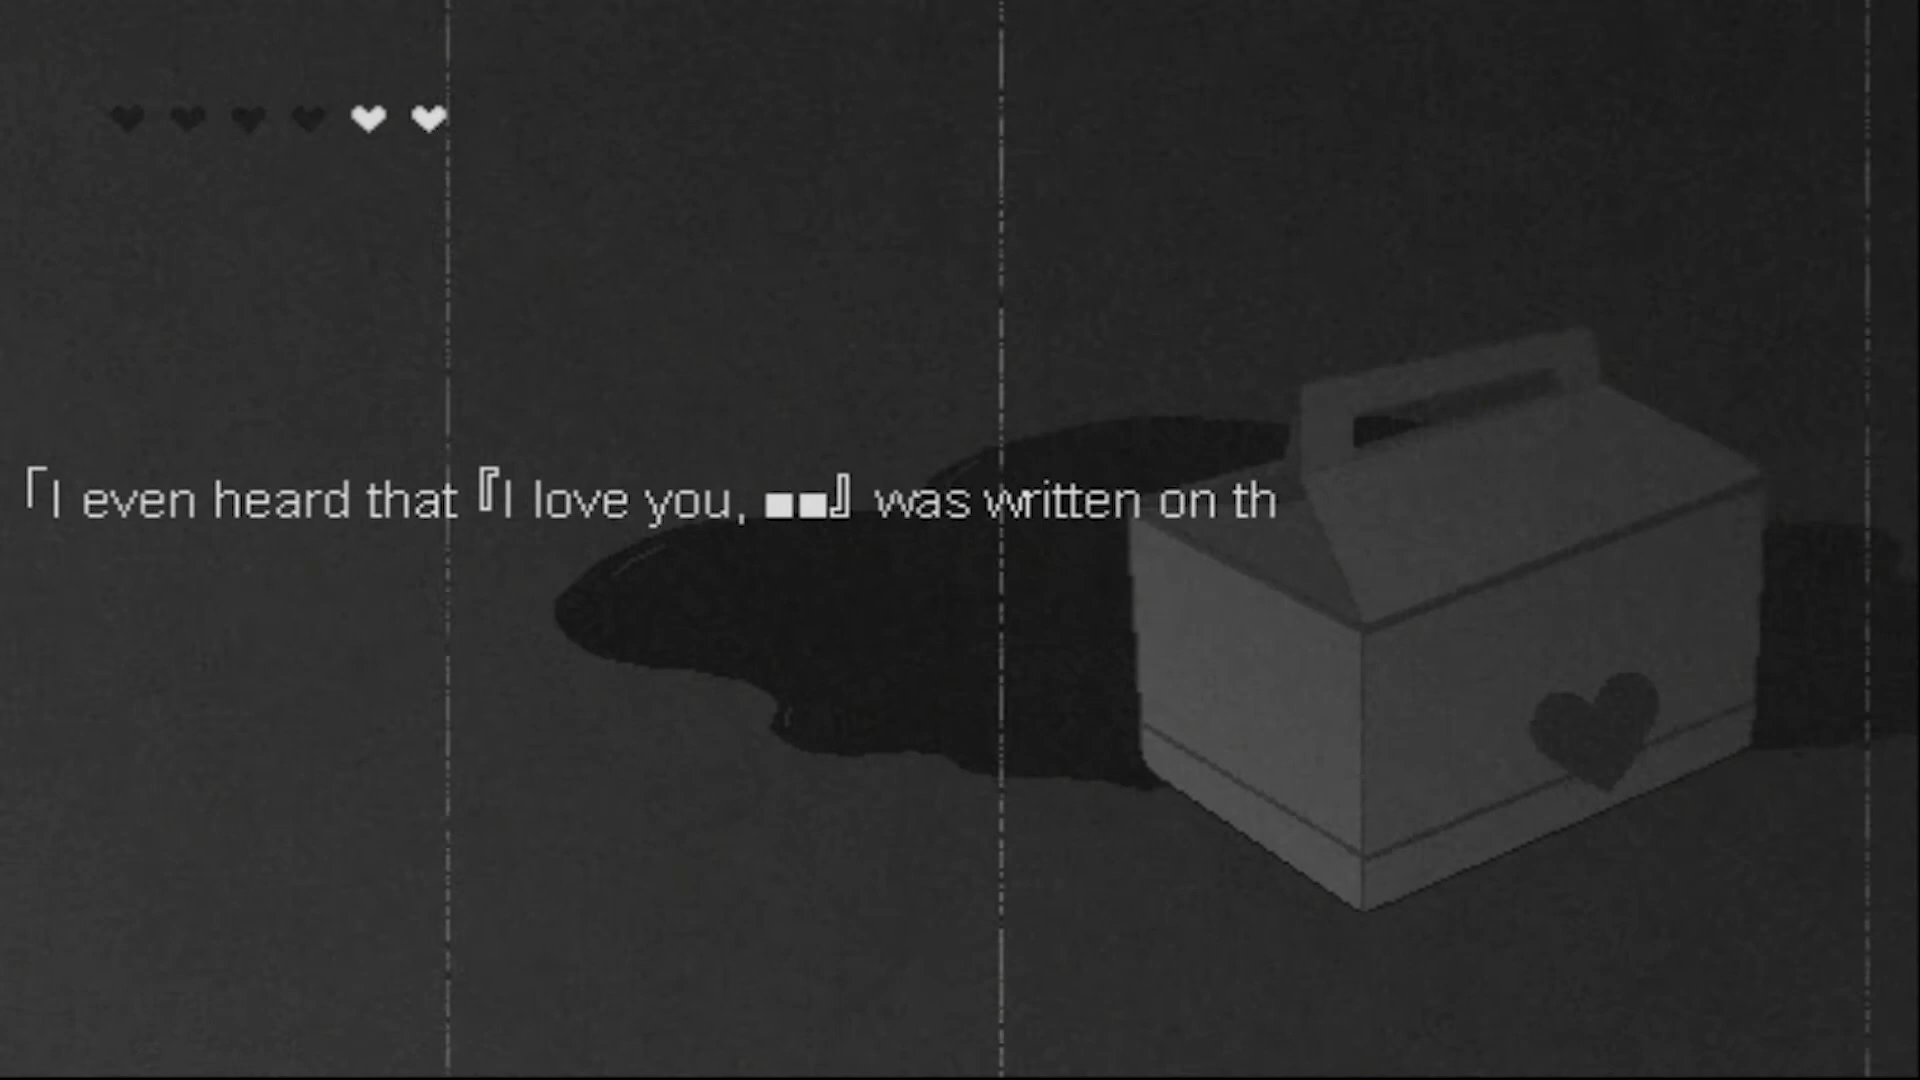 「I even heard that『I love you, ■■』 was written on th